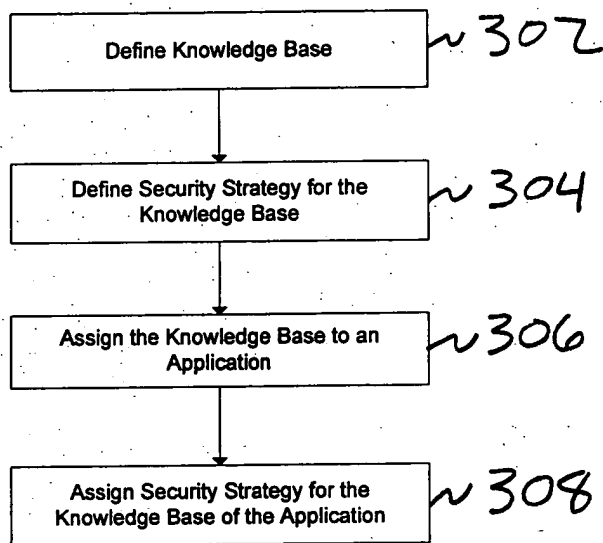 Define Knowledge Base ~ 302
Define Security Strategy for the
Knowledge Base ~ 304
Assign the Knowledge Base to an
Application ~ 306
Assign Security Strategy for the
Knowledge Base of the Application ~ 308